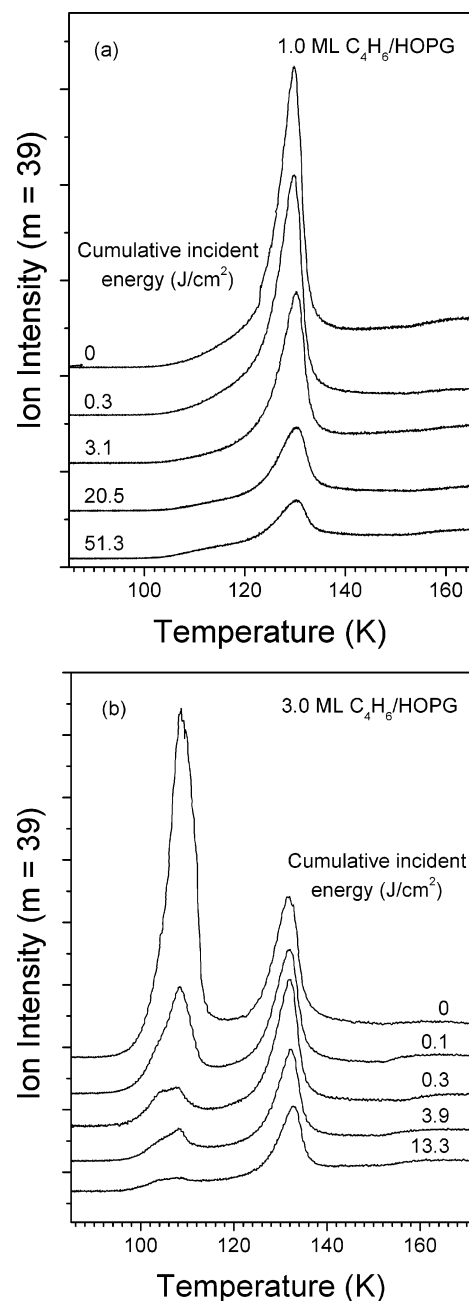 (a)
1.0 ML C₄H₆/HOPG
Ion Intensity (m = 39)
Cumulative incident
energy (J/cm²)
0
0.3
3.1
20.5
51.3
100 120 140 160
Temperature (K)
(b)
3.0 ML C₄H₆/HOPG
Ion Intensity (m = 39)
Cumulative incident
energy (J/cm²)
0
0.1
0.3
3.9
13.3
100 120 140 160
Temperature (K)